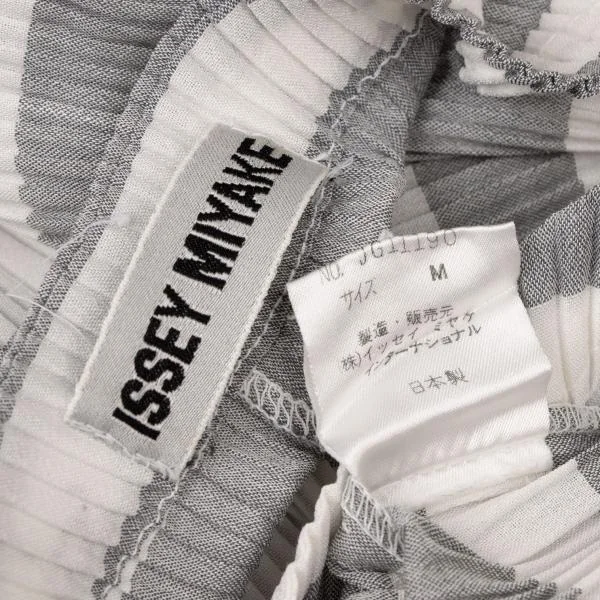 ISSEY MIYAKE
NO. JG11196
サイズ M
製造・販売元
株)イッセイ ミヤケ
インターナショナル
日本製